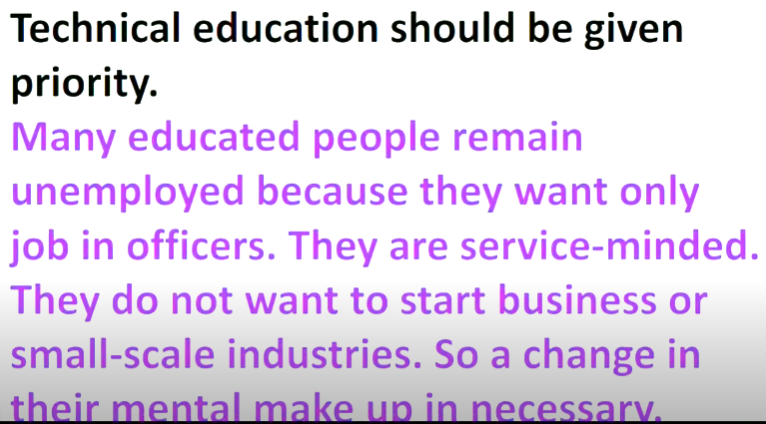 Technical education should be given
priority.
Many educated people remain
unemployed because they want only
job in officers. They are service-minded.
They do not want to start business or
small-scale industries. So a change in
their mental make up in necessary.